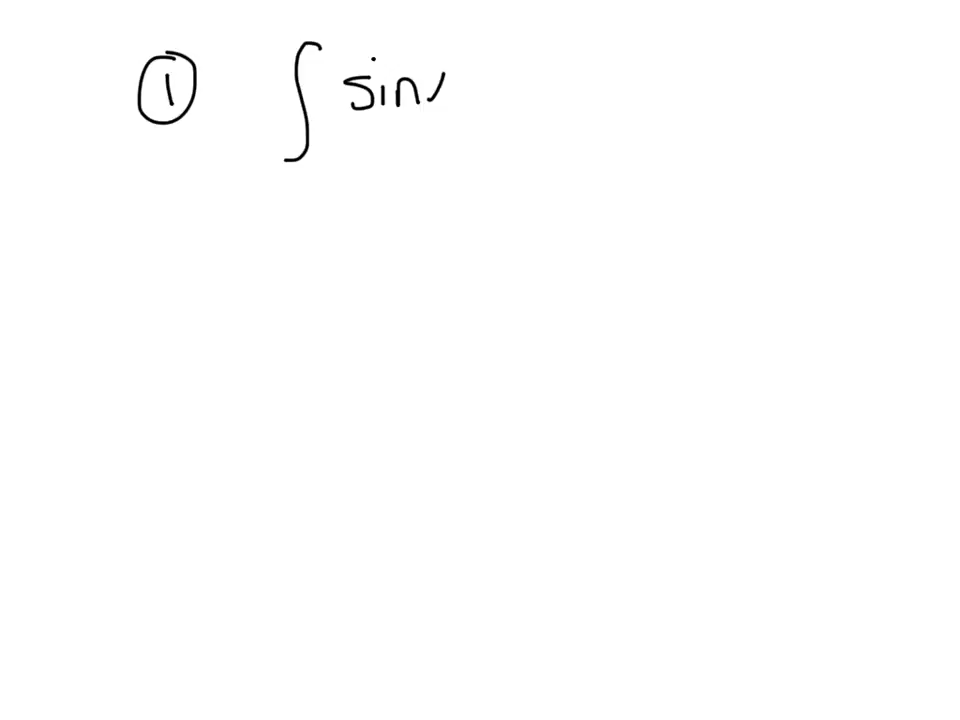 ① ∫ sin